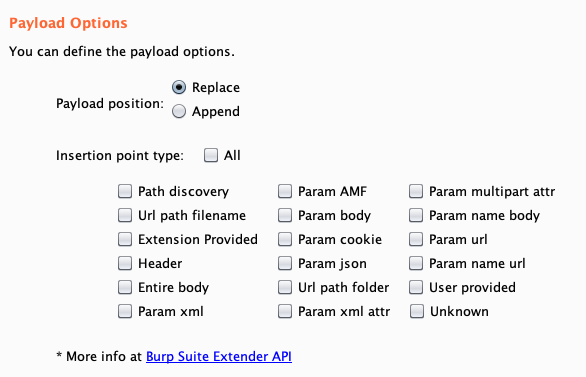 Payload Options
You can define the payload options.
Payload position: Replace
Append
Insertion point type: All
Path discovery Param AMF Param multipart attr
Url path filename Param body Param name body
Extension Provided Param cookie Param url
Header Param json Param name url
Entire body Url path folder User provided
Param xml Param xml attr Unknown
* More info at Burp Suite Extender API